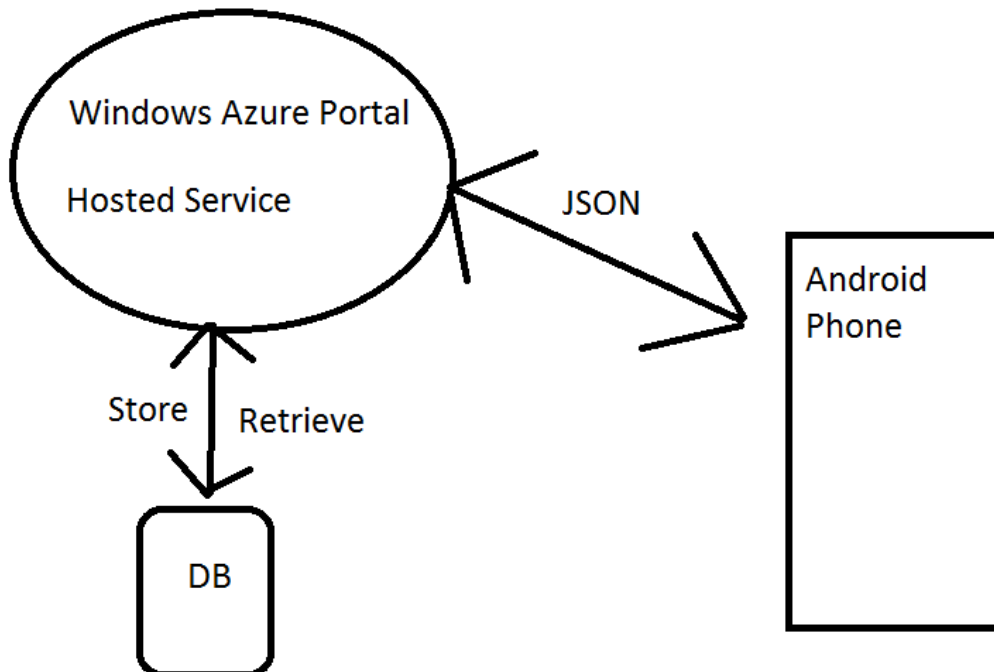 Windows Azure Portal
Hosted Service
JSON
Android
Phone
Store
Retrieve
DB